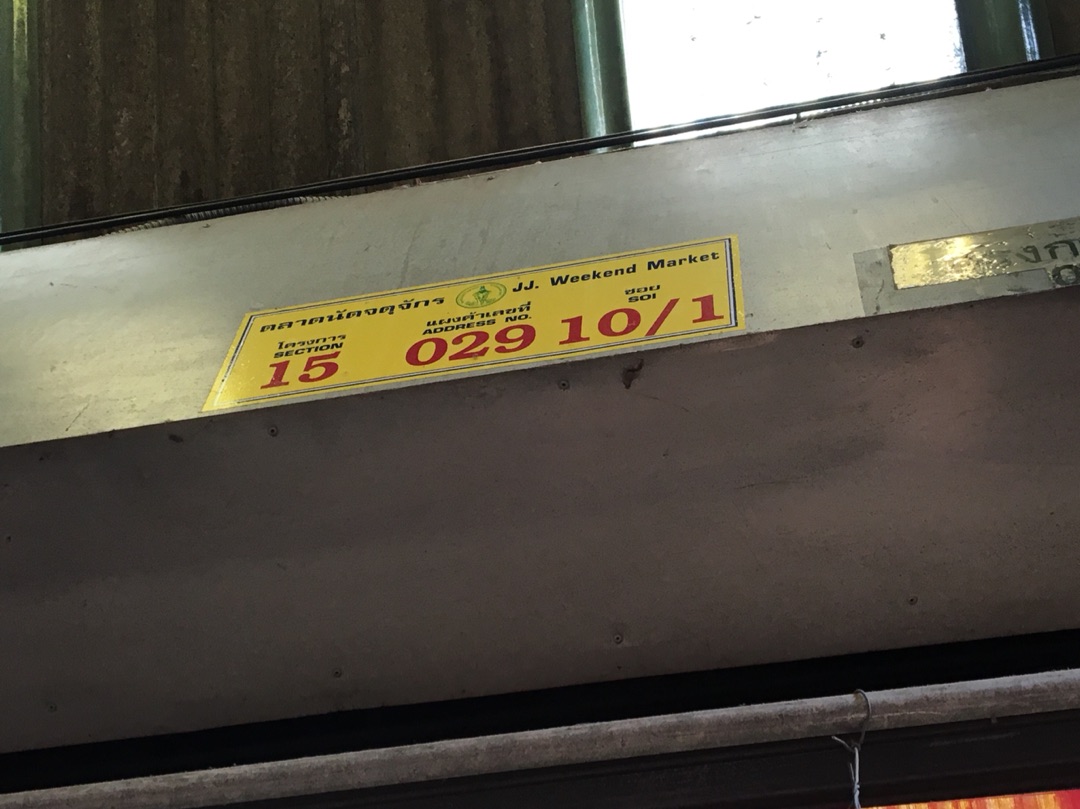 ตลาดนัดจตุจักร JJ. Weekend Market
โครงการ แผงค้าเลขที่ ซอย
SECTION ADDRESS NO. SOI
15 029 10/1